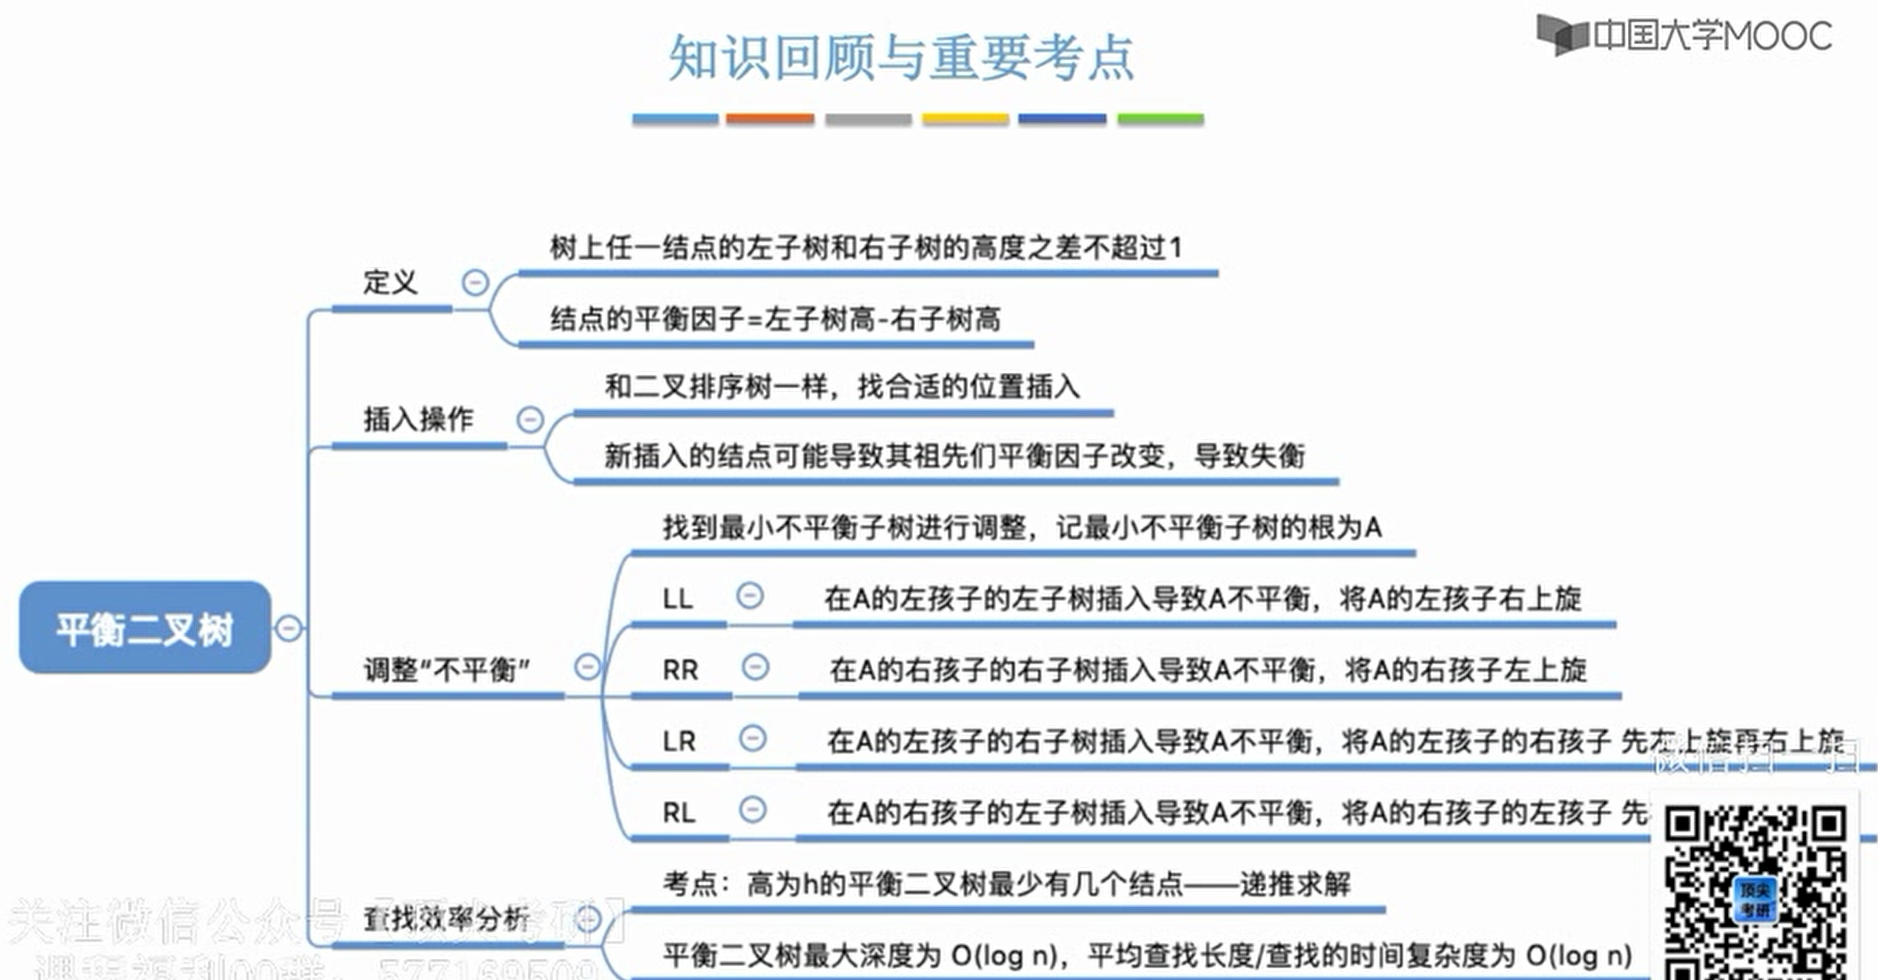 知识回顾与重要考点
中国大学MOOC
树上任一结点的左子树和右子树的高度之差不超过1
定义
结点的平衡因子=左子树高-右子树高
和二叉排序树一样，找合适的位置插入
插入操作
新插入的结点可能导致其祖先们平衡因子改变，导致失衡
找到最小不平衡子树进行调整，记最小不平衡子树的根为A
LL 在A的左孩子的左子树插入导致A不平衡，将A的左孩子右上旋
平衡二叉树
调整“不平衡”
RR 在A的右孩子的右子树插入导致A不平衡，将A的右孩子左上旋
LR 在A的左孩子的右子树插入导致A不平衡，将A的左孩子的右孩子 先左上旋再右上旋
微信扫一扫
RL 在A的右孩子的左子树插入导致A不平衡，将A的右孩子的左孩子 先
考点：高为h的平衡二叉树最少有几个结点——递推求解
顶尖
考研
关注微信公众号【顶尖考研】
查找效率分析
平衡二叉树最大深度为 O(log n)，平均查找长度/查找的时间复杂度为 O(log n)